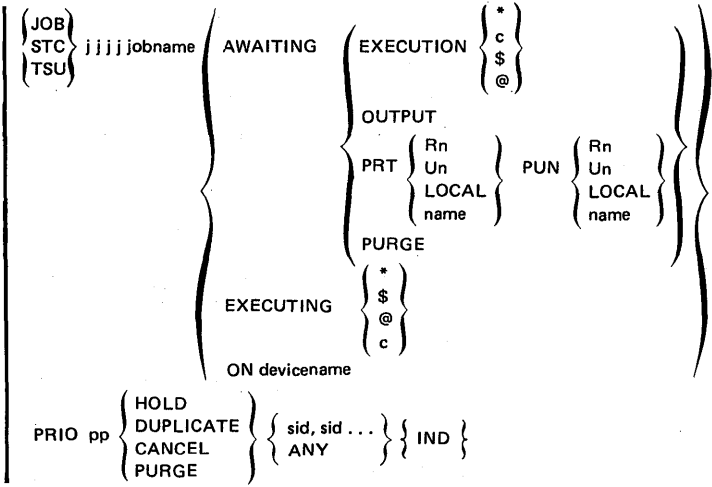 *
JOB c
STC j j j j jobname AWAITING EXECUTION $
TSU @
OUTPUT
Rn Rn
PRT Un PUN Un
LOCAL LOCAL
name name
PURGE
*
EXECUTING $
@
c
ON devicename
HOLD
PRIO pp DUPLICATE sid, sid . . . IND
CANCEL ANY
PURGE